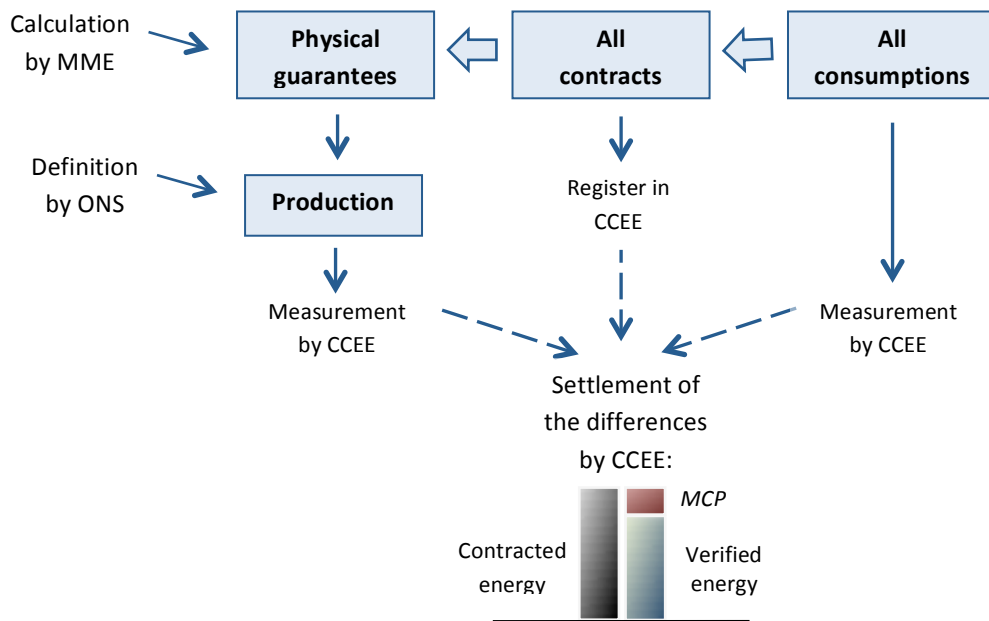 Calculation
by MME
Physical
guarantees
All
contracts
All
consumptions
Definition
by ONS
Production
Register in
CCEE
Measurement
by CCEE
Measurement
by CCEE
Settlement of
the differences
by CCEE:
MCP
Contracted
energy
Verified
energy